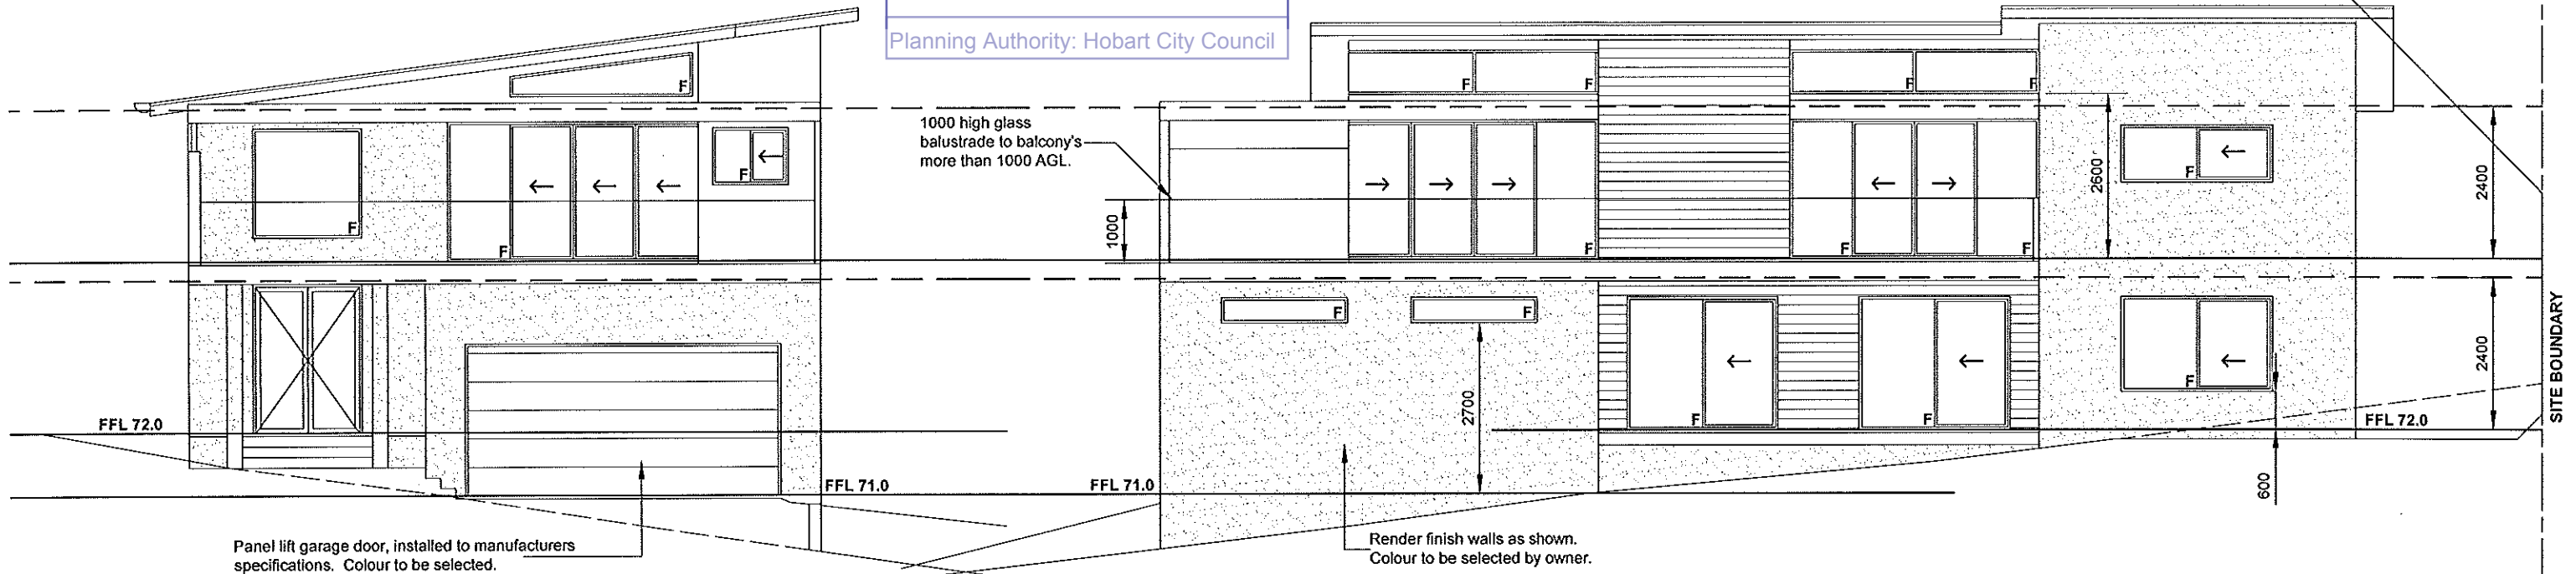 Planning Authority: Hobart City Council
F
F
F
F
F
1000 high glass
balustrade to balcony's
more than 1000 AGL.
F
F
F
F
F
F
F
1000
2600
2400
F
F
F
F
F
2400
2700
600
FFL 72.0
FFL 72.0
FFL 71.0
FFL 71.0
SITE BOUNDARY
Panel lift garage door, installed to manufacturers
specifications. Colour to be selected.
Render finish walls as shown.
Colour to be selected by owner.